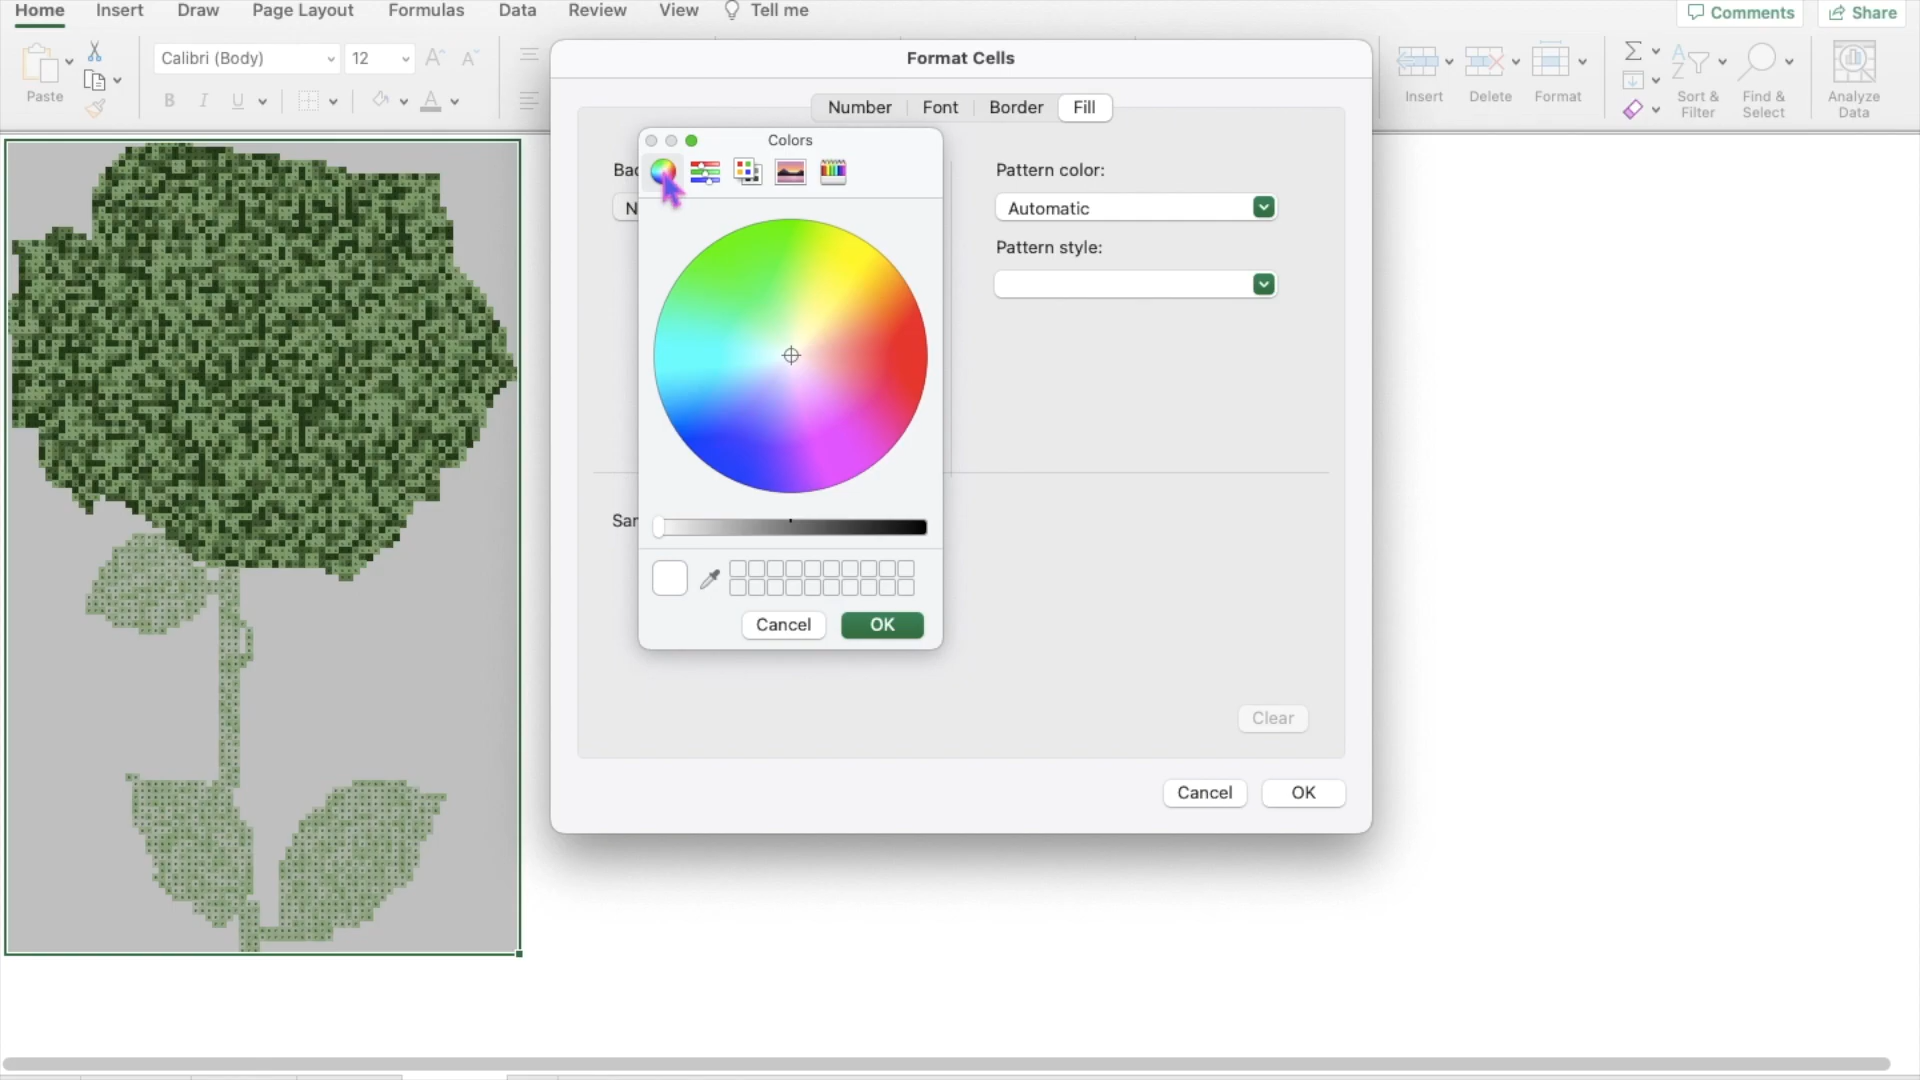 Home Insert Draw Page Layout Formulas Data Review View Tell me
Comments Share
Paste
Calibri (Body) 12
B I U A
Insert Delete Format
Sort & Filter
Find & Select
Analyze Data
Format Cells
Number Font Border Fill
Colors
Pattern color:
Automatic
Pattern style:
Cancel OK
Clear
Cancel OK